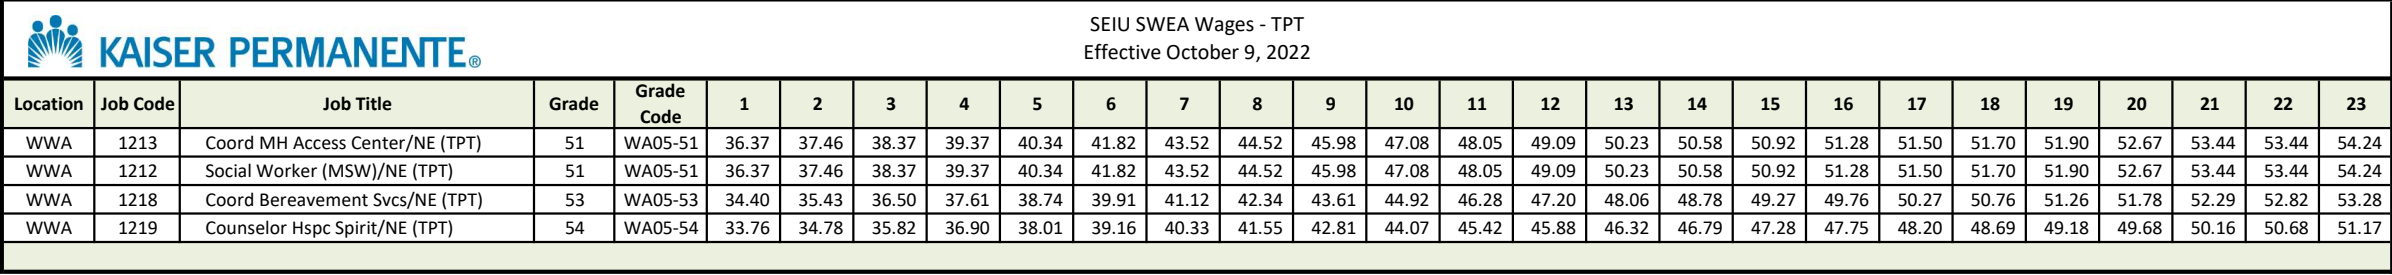 SEIU SWEA Wages - TPT
KAISER PERMANENTE®
Effective October 9, 2022
Location Job Code Job Title Grade Grade Code 1 2 3 4 5 6 7 8 9 10 11 12 13 14 15 16 17 18 19 20 21 22 23
WWA 1213 Coord MH Access Center/NE (TPT) 51 WA05-51 36.37 37.46 38.37 39.37 40.34 41.82 43.52 44.52 45.98 47.08 48.05 49.09 50.23 50.58 50.92 51.28 51.50 51.70 51.90 52.67 53.44 53.44 54.24
WWA 1212 Social Worker (MSW)/NE (TPT) 51 WA05-51 36.37 37.46 38.37 39.37 40.34 41.82 43.52 44.52 45.98 47.08 48.05 49.09 50.23 50.58 50.92 51.28 51.50 51.70 51.90 52.67 53.44 53.44 54.24
WWA 1218 Coord Bereavement Svcs/NE (TPT) 53 WA05-53 34.40 35.43 36.50 37.61 38.74 39.91 41.12 42.34 43.61 44.92 46.28 47.20 48.06 48.78 49.27 49.76 50.27 50.76 51.26 51.78 52.29 52.82 53.28
WWA 1219 Counselor Hspc Spirit/NE (TPT) 54 WA05-54 33.76 34.78 35.82 36.90 38.01 39.16 40.33 41.55 42.81 44.07 45.42 45.88 46.32 46.79 47.28 47.75 48.20 48.69 49.18 49.68 50.16 50.68 51.17